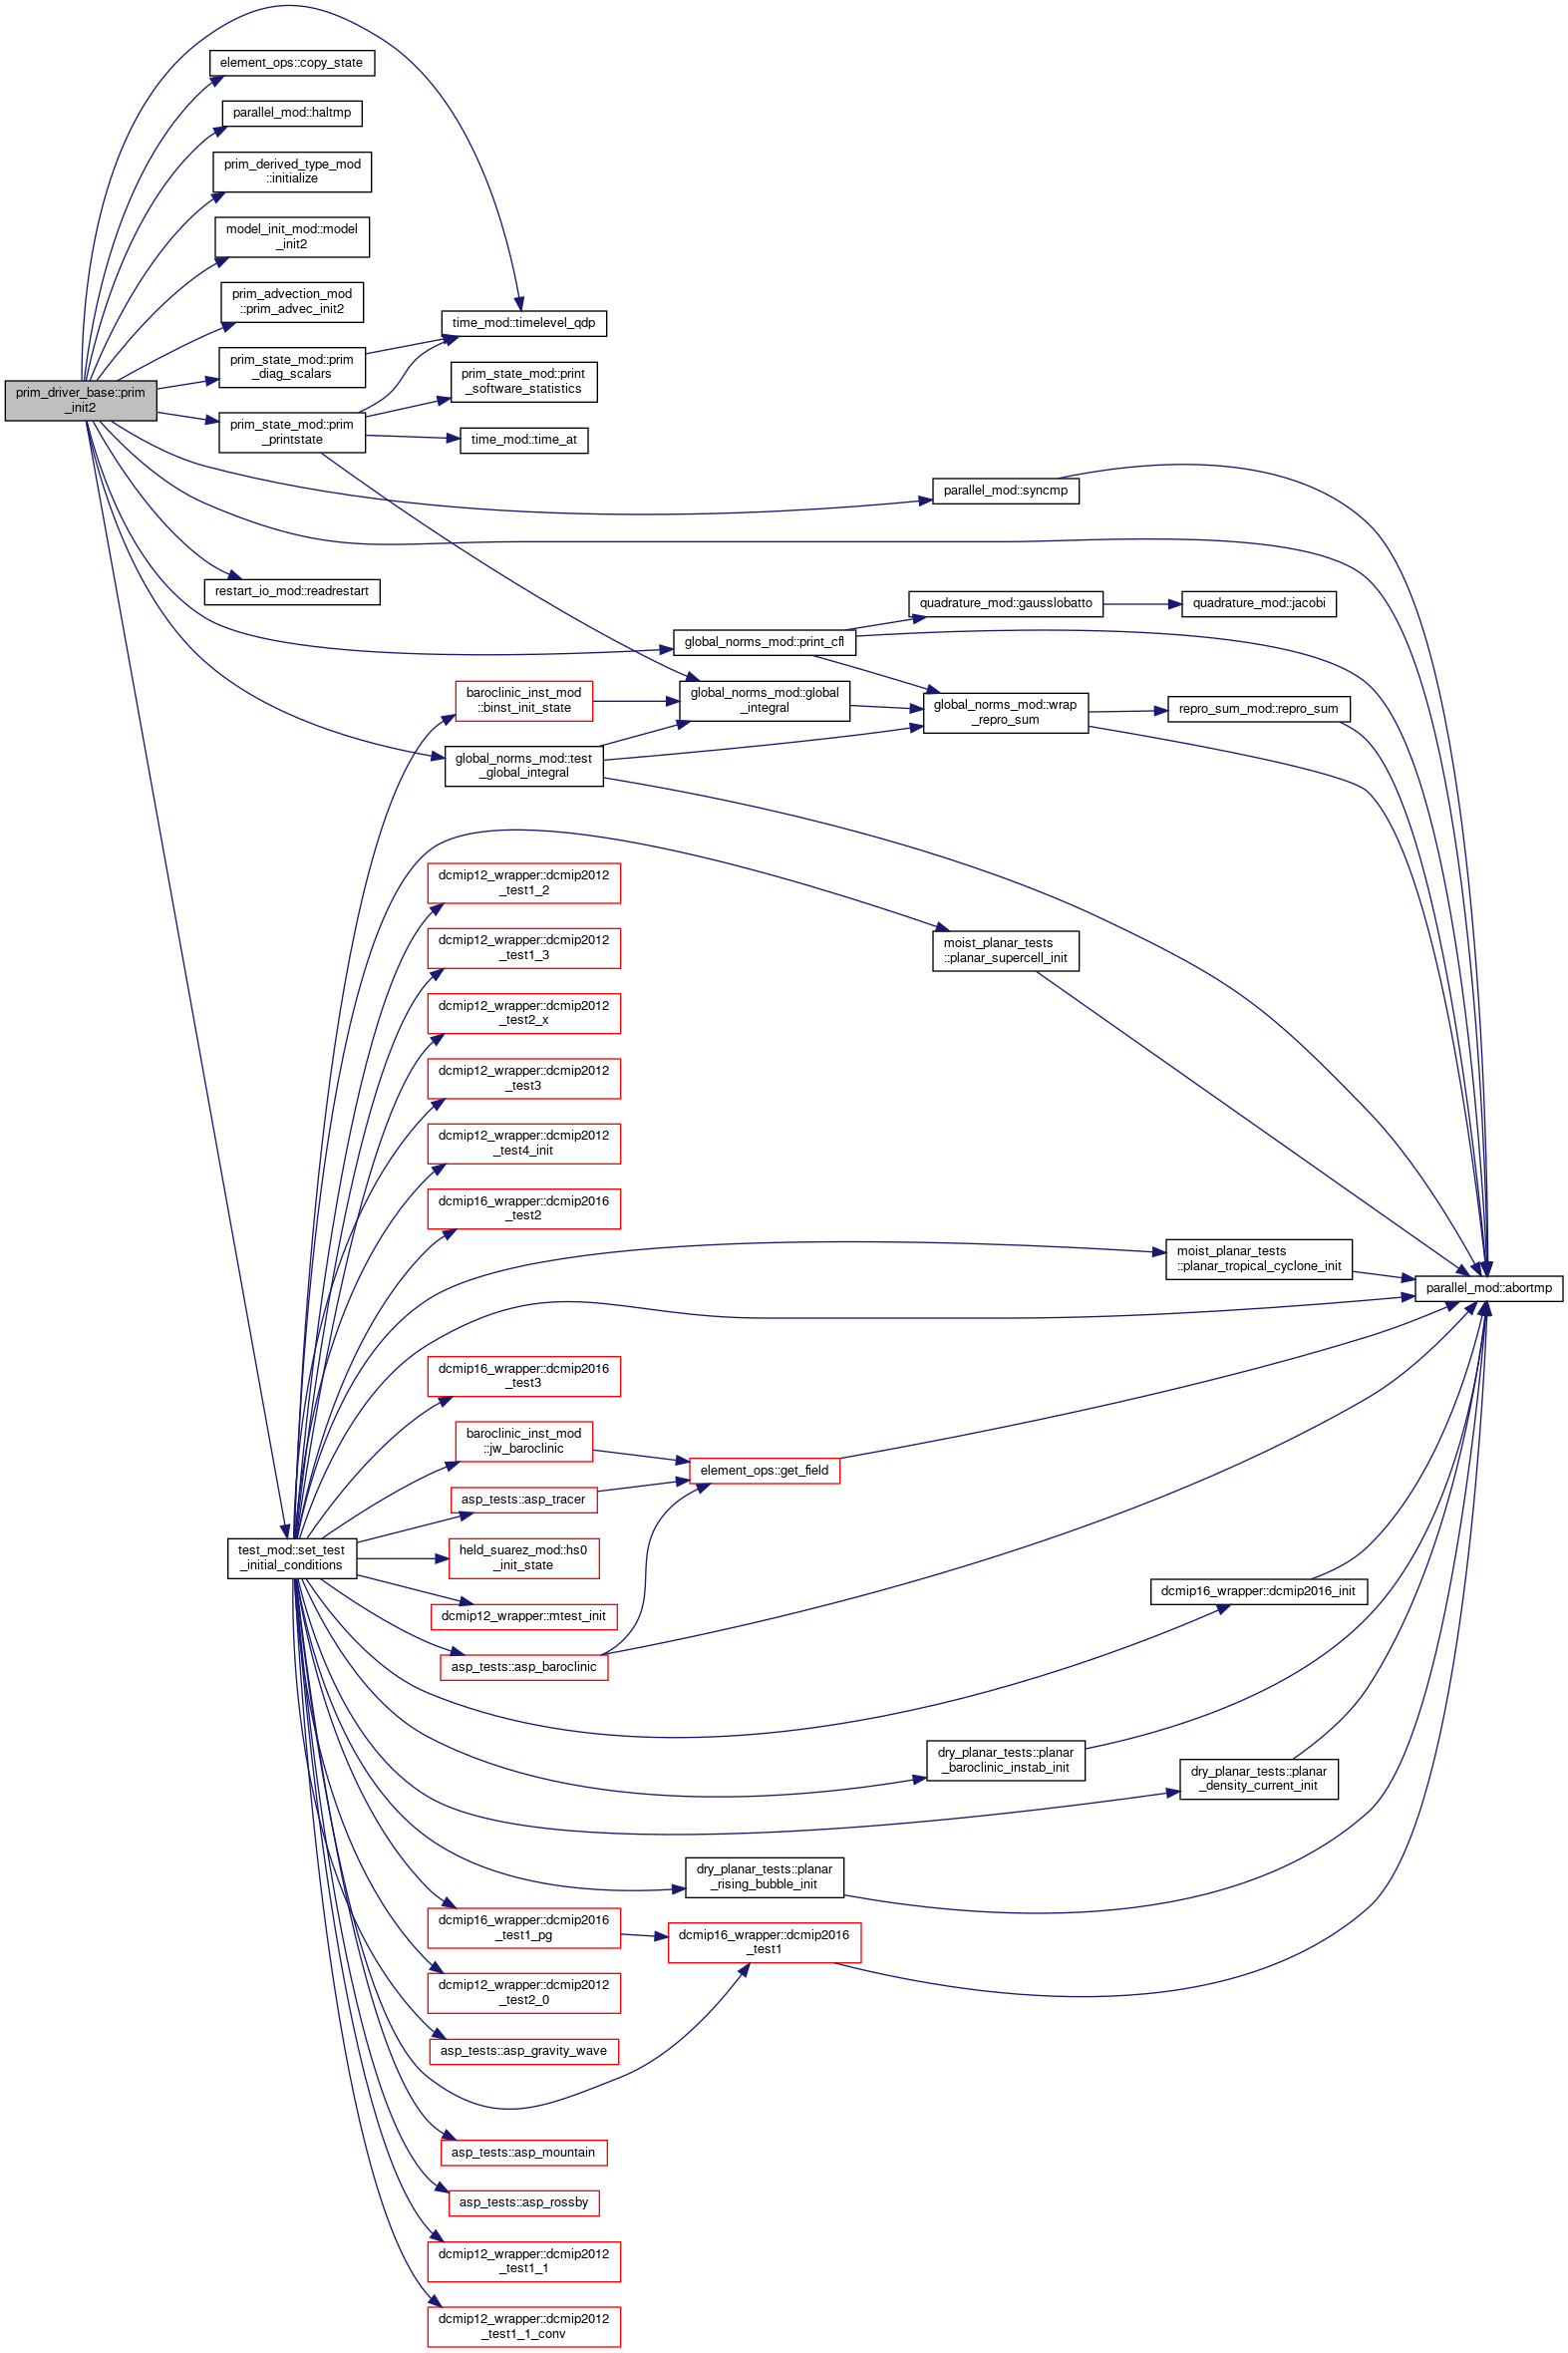 element_ops::copy_state
parallel_mod::haltmp
prim_derived_type_mod
::initialize
model_init_mod::model
_init2
prim_advection_mod
::prim_advec_init2
time_mod::timelevel_qdp
prim_state_mod::prim
_diag_scalars
prim_state_mod::print
_software_statistics
prim_driver_base::prim
_init2
prim_state_mod::prim
_printstate
time_mod::time_at
parallel_mod::syncmp
restart_io_mod::readrestart
quadrature_mod::gausslobatto
quadrature_mod::jacobi
global_norms_mod::print_cfl
baroclinic_inst_mod
::binst_init_state
global_norms_mod::global
_integral
global_norms_mod::wrap
_repro_sum
repro_sum_mod::repro_sum
global_norms_mod::test
_global_integral
dcmip12_wrapper::dcmip2012
_test1_2
dcmip12_wrapper::dcmip2012
_test1_3
moist_planar_tests
::planar_supercell_init
dcmip12_wrapper::dcmip2012
_test2_x
dcmip12_wrapper::dcmip2012
_test3
dcmip12_wrapper::dcmip2012
_test4_init
dcmip16_wrapper::dcmip2016
_test2
moist_planar_tests
::planar_tropical_cyclone_init
parallel_mod::abortmp
dcmip16_wrapper::dcmip2016
_test3
baroclinic_inst_mod
::jw_baroclinic
element_ops::get_field
asp_tests::asp_tracer
test_mod::set_test
_initial_conditions
held_suarez_mod::hs0
_init_state
dcmip16_wrapper::dcmip2016_init
dcmip12_wrapper::mtest_init
asp_tests::asp_baroclinic
dry_planar_tests::planar
_baroclinic_instab_init
dry_planar_tests::planar
_density_current_init
dry_planar_tests::planar
_rising_bubble_init
dcmip16_wrapper::dcmip2016
_test1_pg
dcmip16_wrapper::dcmip2016
_test1
dcmip12_wrapper::dcmip2012
_test2_0
asp_tests::asp_gravity_wave
asp_tests::asp_mountain
asp_tests::asp_rossby
dcmip12_wrapper::dcmip2012
_test1_1
dcmip12_wrapper::dcmip2012
_test1_1_conv